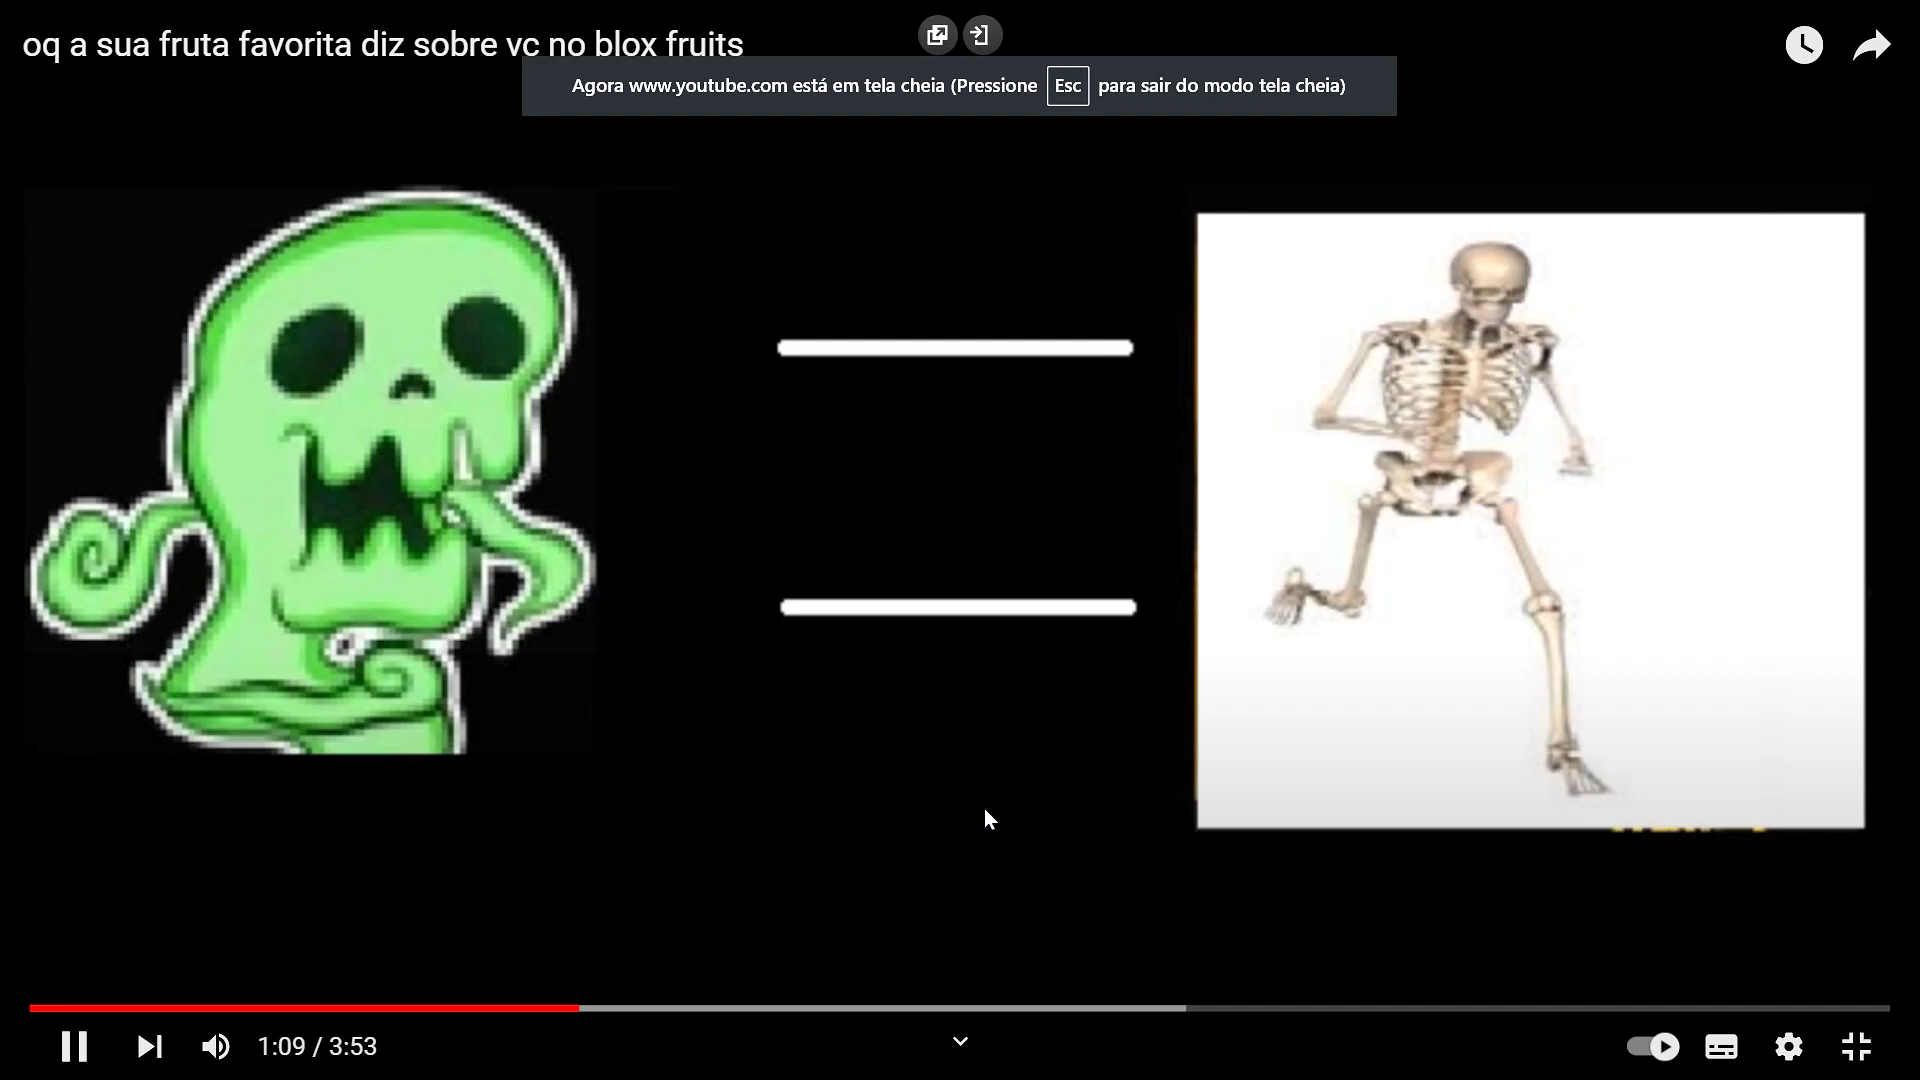 oq a sua fruta favorita diz sobre vc no blox fruits
Agora www.youtube.com está em tela cheia (Pressione Esc para sair do modo tela cheia)
1:09 / 3:53